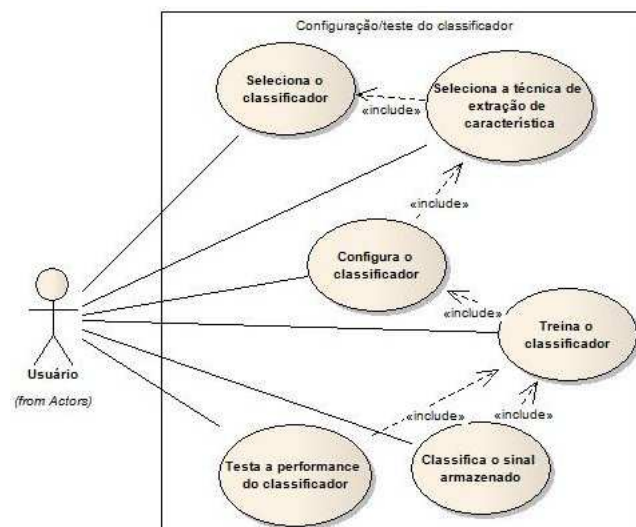 Configuração/teste do classificador
Seleciona o
classificador
Seleciona a técnica de
extração de
característica
«include»
«include»
Configura o
classificador
«include»
Treina o
classificador
Usuário
(from Actors)
«include»
«include»
Testa a performance
do classificador
Classifica o sinal
armazenado